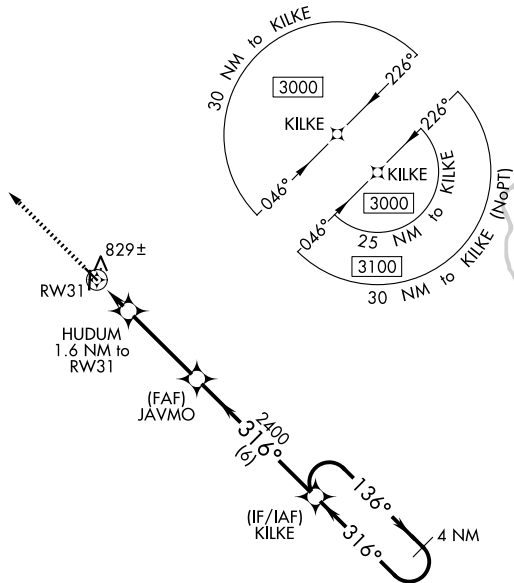 30 NM to KILKE
3000
226°
KILKE
046°
226°
KILKE
3000
046°
25 NM to KILKE
3100
30 NM to KILKE (NoPT)
829±
RW31
HUDUM
1.6 NM to
RW31
(FAF)
JAVMO
2400
316°
(6)
(IF/IAF)
KILKE
136°
316°
4 NM